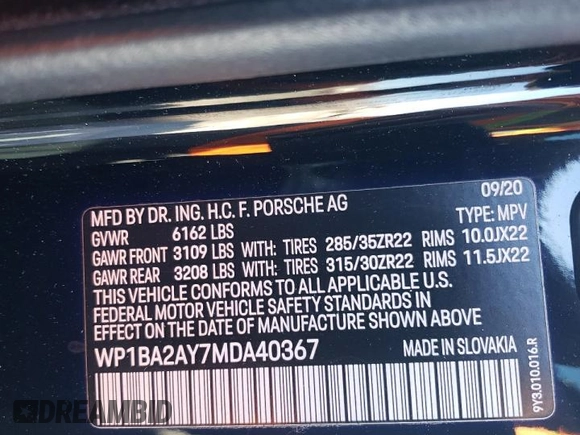 09/20
MFD BY DR. ING. H.C. F. PORSCHE AG TYPE: MPV
GVWR 6162 LBS
GAWR FRONT 3109 LBS WITH: TIRES 285/35ZR22 RIMS 10.0JX22
GAWR REAR 3208 LBS WITH: TIRES 315/30ZR22 RIMS 11.5JX22
THIS VEHICLE CONFORMS TO ALL APPLICABLE U.S.
FEDERAL MOTOR VEHICLE SAFETY STANDARDS IN
EFFECT ON THE DATE OF MANUFACTURE SHOWN ABOVE.
WP1BA2AY7MDA40367 MADE IN SLOVAKIA
9Y3.010.016.R
DREAMBID